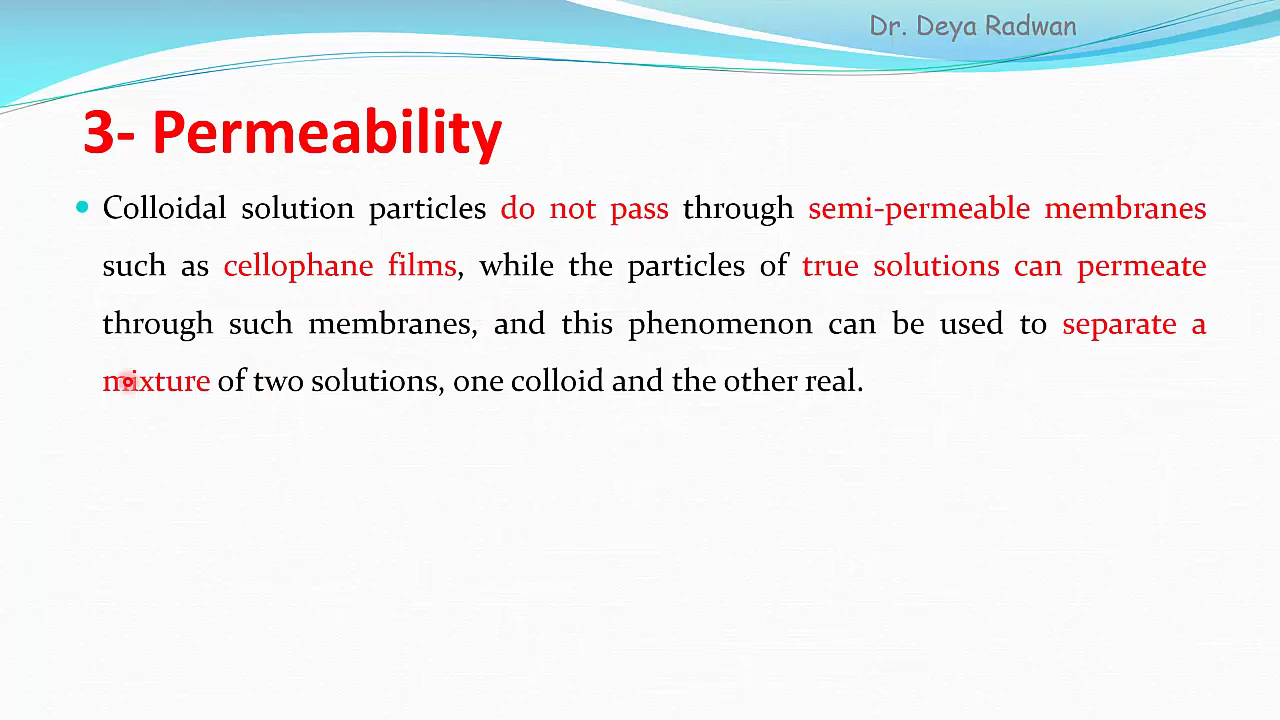 Dr. Deya Radwan
3- Permeability
• Colloidal solution particles do not pass through semi-permeable membranes
such as cellophane films, while the particles of true solutions can permeate
through such membranes, and this phenomenon can be used to separate a
mixture of two solutions, one colloid and the other real.